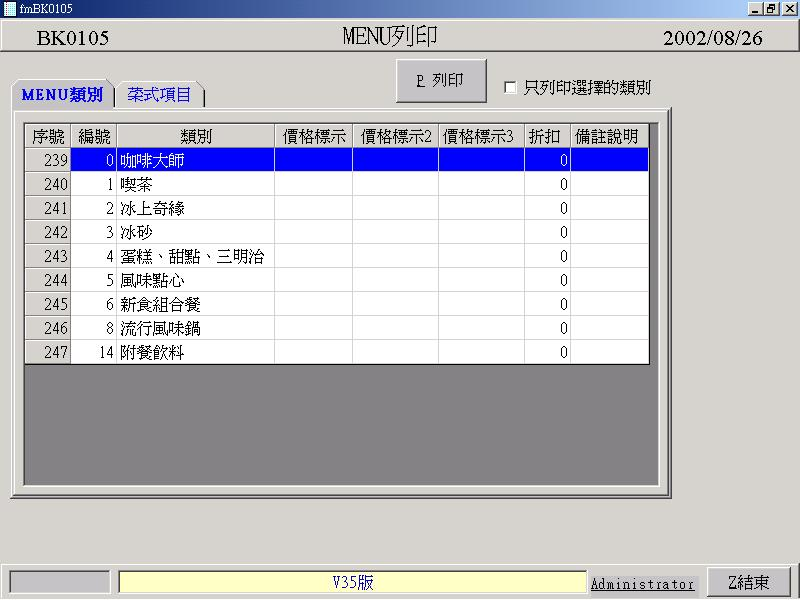 fmBK0105
BK0105 MENU列印 2002/08/26
P 列印 只列印選擇的類別
MENU類別 菜式項目
序號 編號 類別 價格標示 價格標示2 價格標示3 折扣 備註說明
239 0 咖啡大師 0
240 1 喫茶 0
241 2 冰上奇緣 0
242 3 冰砂 0
243 4 蛋糕、甜點、三明治 0
244 5 風味點心 0
245 6 新食組合餐 0
246 8 流行風味鍋 0
247 14 附餐飲料 0
V35版 Administrator Z結束